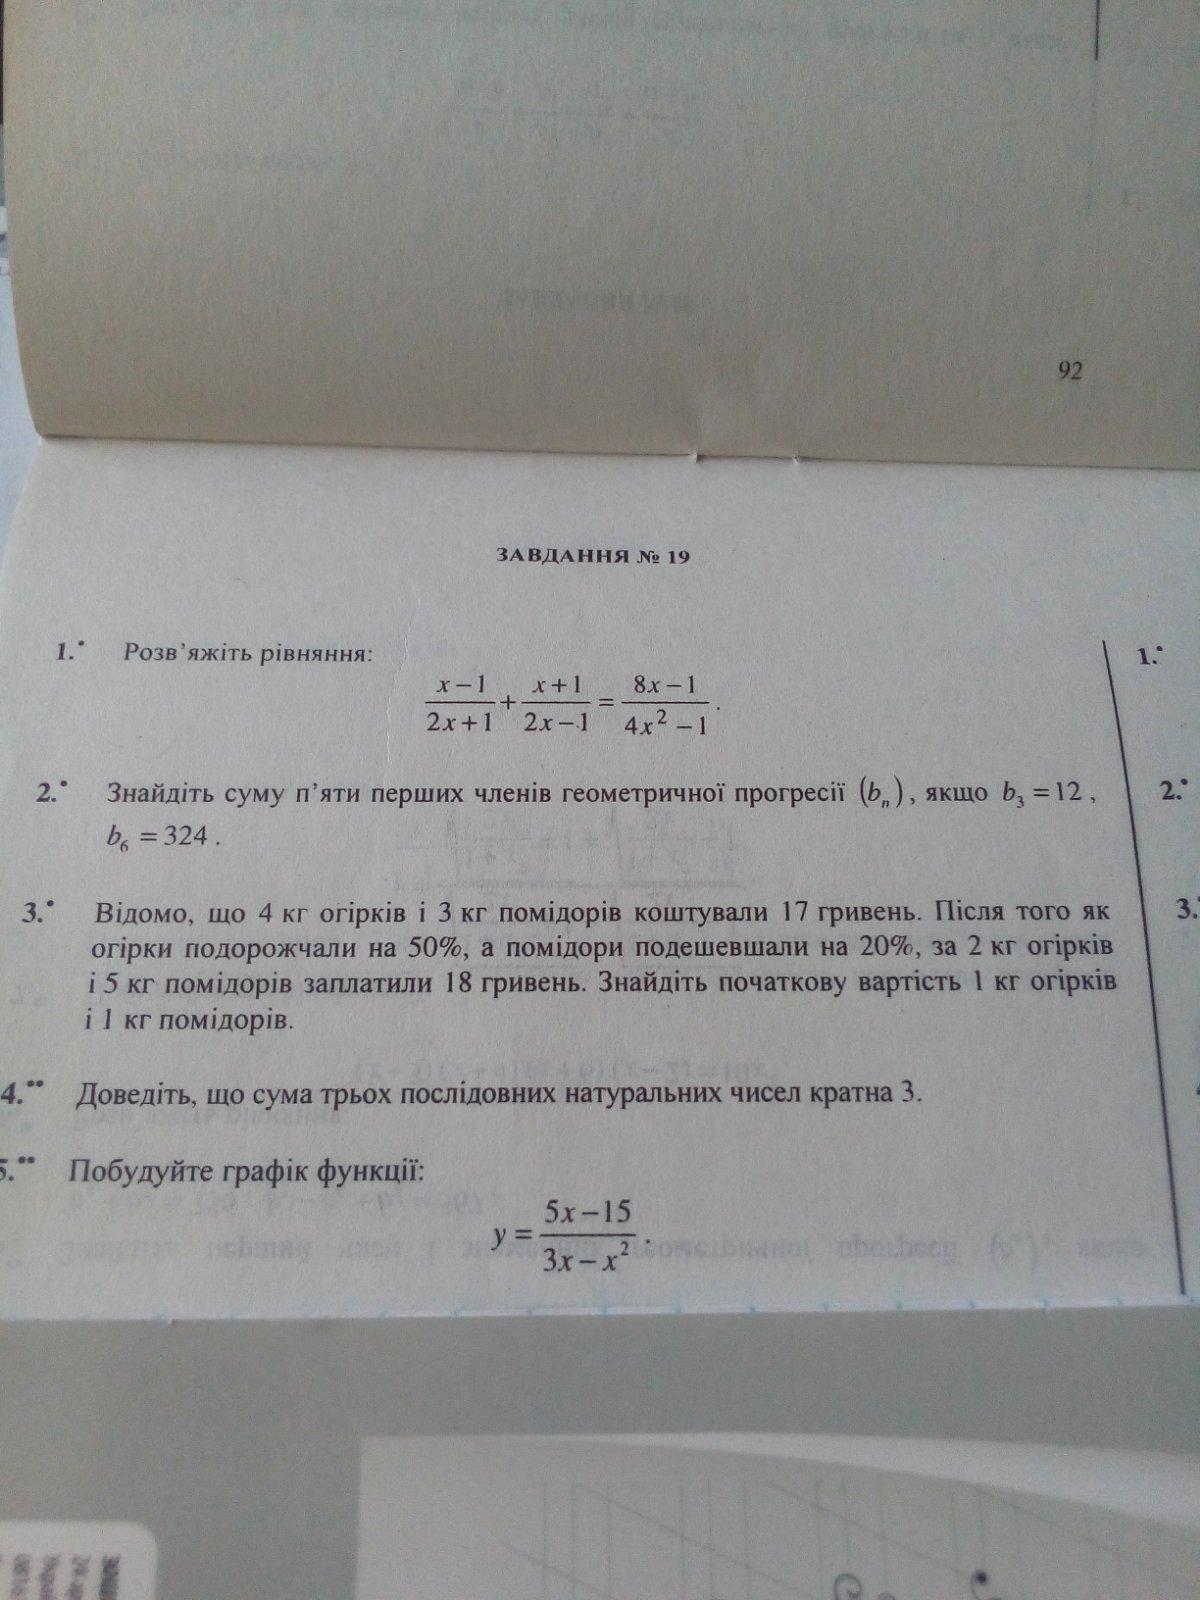 92
ЗАВДАННЯ № 19
1.• Розв’яжіть рівняння:
x−1/2x+1 + x+1/2x−1 = 8x−1/4x²−1.
2.• Знайдіть суму п’яти перших членів геометричної прогресії (bₙ), якщо b₃ = 12,
b₆ = 324.
3.• Відомо, що 4 кг огірків і 3 кг помідорів коштували 17 гривень. Після того як
огірки подорожчали на 50%, а помідори подешевшали на 20%, за 2 кг огірків
і 5 кг помідорів заплатили 18 гривень. Знайдіть початкову вартість 1 кг огірків
і 1 кг помідорів.
4.•• Доведіть, що сума трьох послідовних натуральних чисел кратна 3.
5.•• Побудуйте графік функції:
y = 5x−15/3x−x².
1.•
2.•
3.•